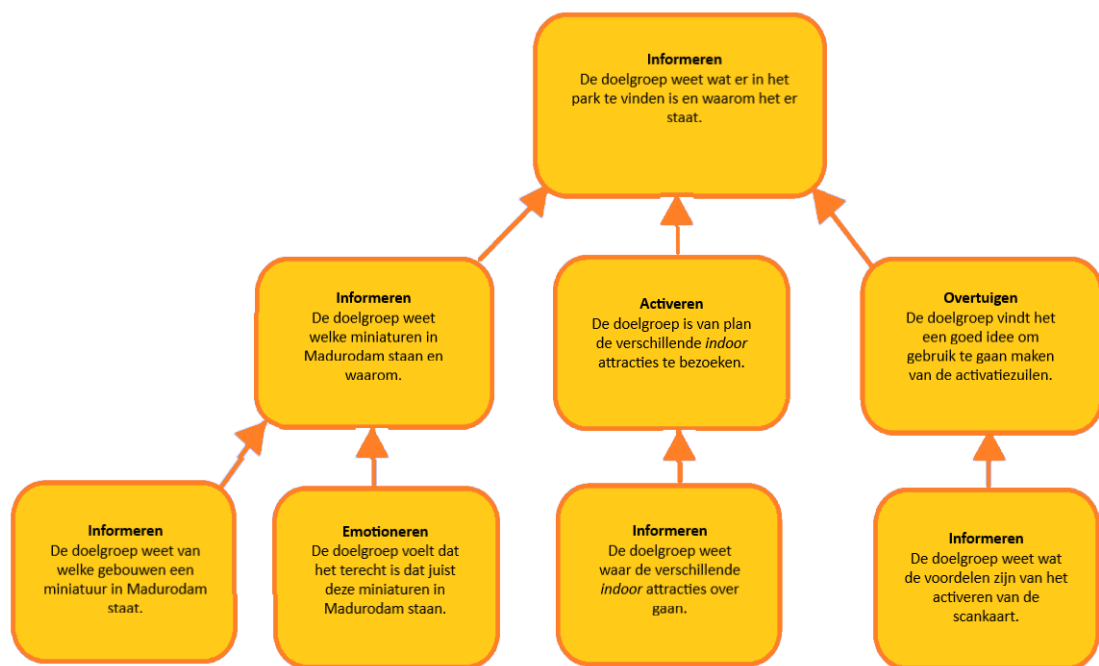 Informeren
De doelgroep weet wat er in het
park te vinden is en waarom het er
staat.
Informeren
De doelgroep weet
welke miniaturen in
Madurodam staan en
waarom.
Activeren
De doelgroep is van plan
de verschillende indoor
attracties te bezoeken.
Overtuigen
De doelgroep vindt het
een goed idee om
gebruik te gaan maken
van de activatiezuilen.
Informeren
De doelgroep weet van
welke gebouwen een
miniatuur in Madurodam
staat.
Emotioneren
De doelgroep voelt dat
het terecht is dat juist
deze miniaturen in
Madurodam staan.
Informeren
De doelgroep weet
waar de verschillende
indoor attracties over
gaan.
Informeren
De doelgroep weet wat
de voordelen zijn van het
activeren van de
scankaart.